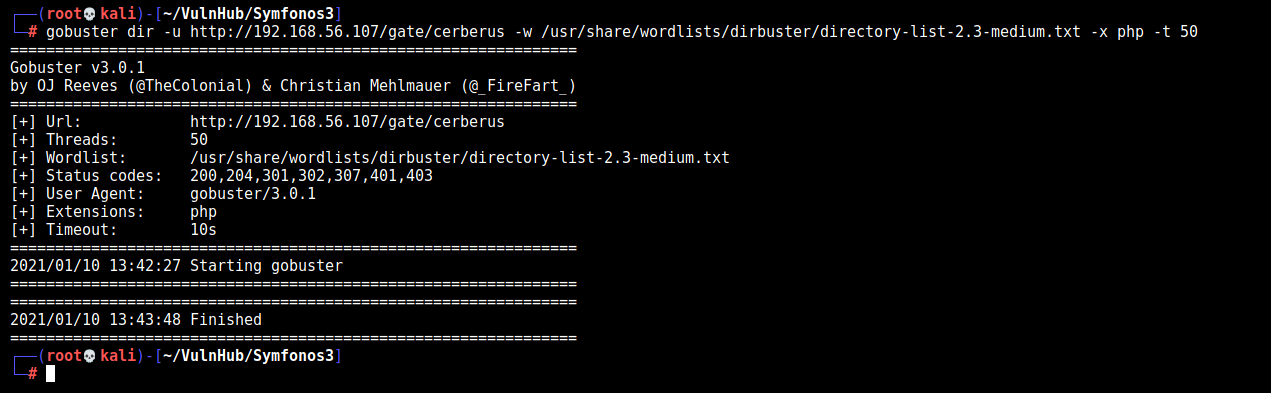 ┌──(root💀kali)-[~/VulnHub/Symfonos3]
└─# gobuster dir -u http://192.168.56.107/gate/cerberus -w /usr/share/wordlists/dirbuster/directory-list-2.3-medium.txt -x php -t 50
===============================================================
Gobuster v3.0.1
by OJ Reeves (@TheColonial) & Christian Mehlmauer (@_FireFart_)
===============================================================
[+] Url:            http://192.168.56.107/gate/cerberus
[+] Threads:        50
[+] Wordlist:       /usr/share/wordlists/dirbuster/directory-list-2.3-medium.txt
[+] Status codes:   200,204,301,302,307,401,403
[+] User Agent:     gobuster/3.0.1
[+] Extensions:     php
[+] Timeout:        10s
===============================================================
2021/01/10 13:42:27 Starting gobuster
===============================================================
===============================================================
2021/01/10 13:43:48 Finished
===============================================================
┌──(root💀kali)-[~/VulnHub/Symfonos3]
└─#